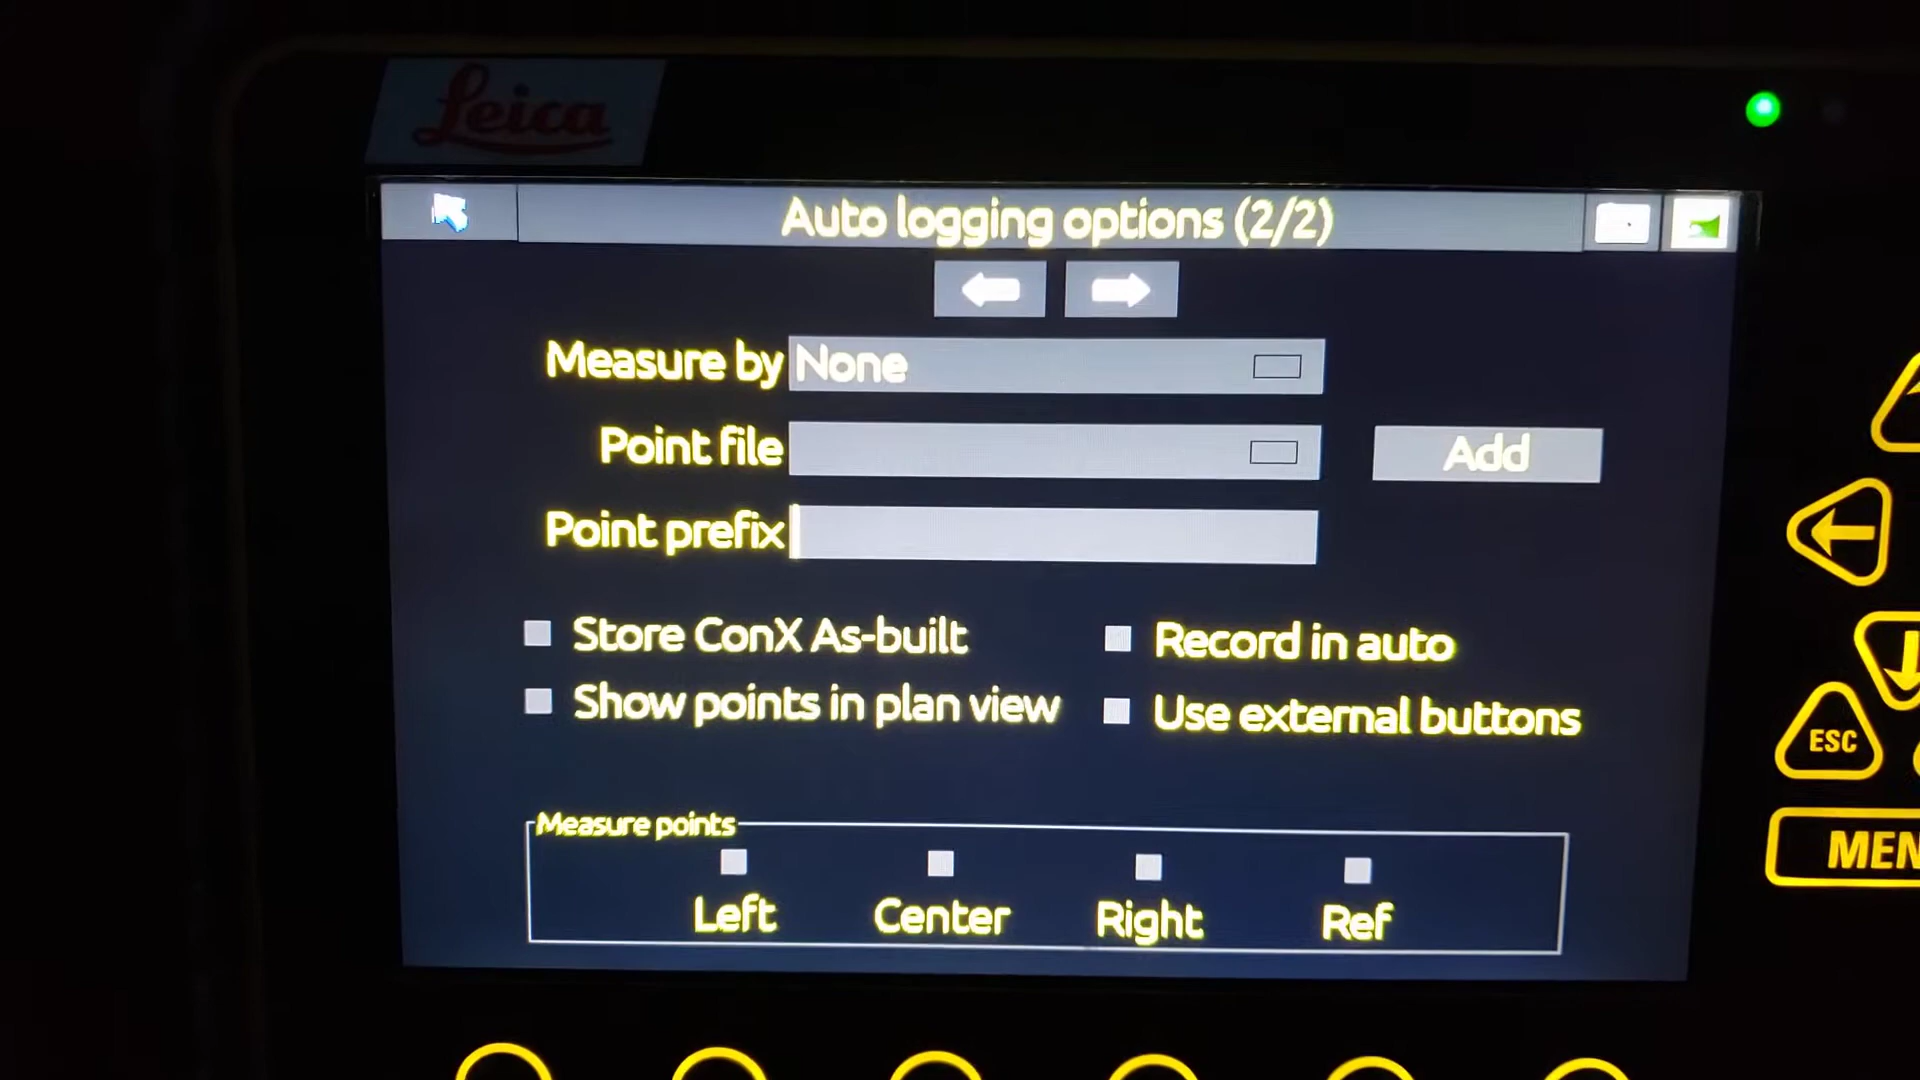 Leica
Auto logging options (2/2)
Measure by None
Point file Add
Point prefix
Store ConX As-built Record in auto
Show points in plan view Use external buttons
ESC
Measure points
MEN
Left Center Right Ref